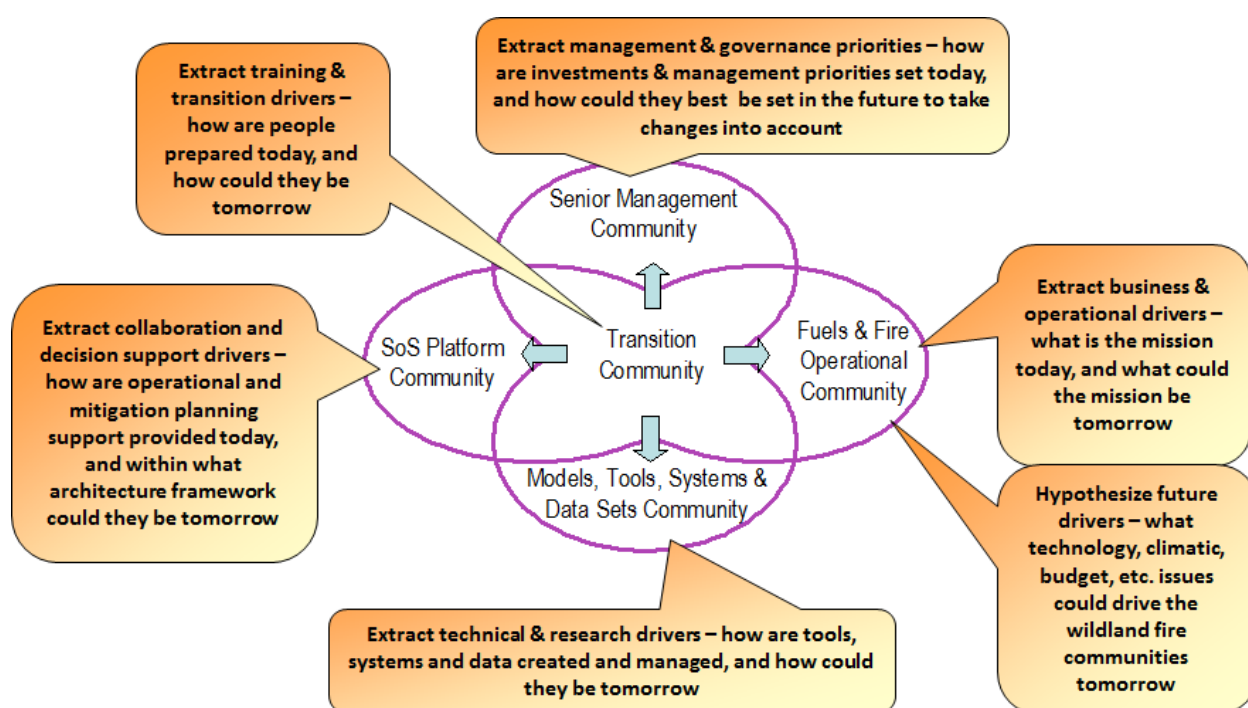 Extract management & governance priorities – how
are investments & management priorities set today,
and how could they best be set in the future to take
changes into account
Extract training &
transition drivers –
how are people
prepared today, and
how could they be
tomorrow
Senior Management
Community
Extract collaboration and
decision support drivers –
how are operational and
mitigation planning
support provided today,
and within what
architecture framework
could they be tomorrow
SoS Platform
Community
Transition
Community
Fuels & Fire
Operational
Community
Extract business &
operational drivers –
what is the mission
today, and what could
the mission be
tomorrow
Models, Tools, Systems &
Data Sets Community
Hypothesize future
drivers – what
technology, climatic,
budget, etc. issues
could drive the
wildland fire
communities
tomorrow
Extract technical & research drivers – how are tools,
systems and data created and managed, and how could
they be tomorrow